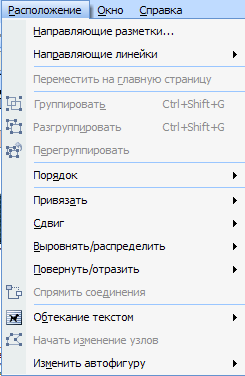 Расположение Окно Справка
Направляющие разметки...
Направляющие линейки
Переместить на главную страницу
Группировать Ctrl+Shift+G
Разгруппировать Ctrl+Shift+G
Перегруппировать
Порядок
Привязать
Сдвиг
Выровнять/распределить
Повернуть/отразить
Спрямить соединения
Обтекание текстом
Начать изменение узлов
Изменить автофигуру